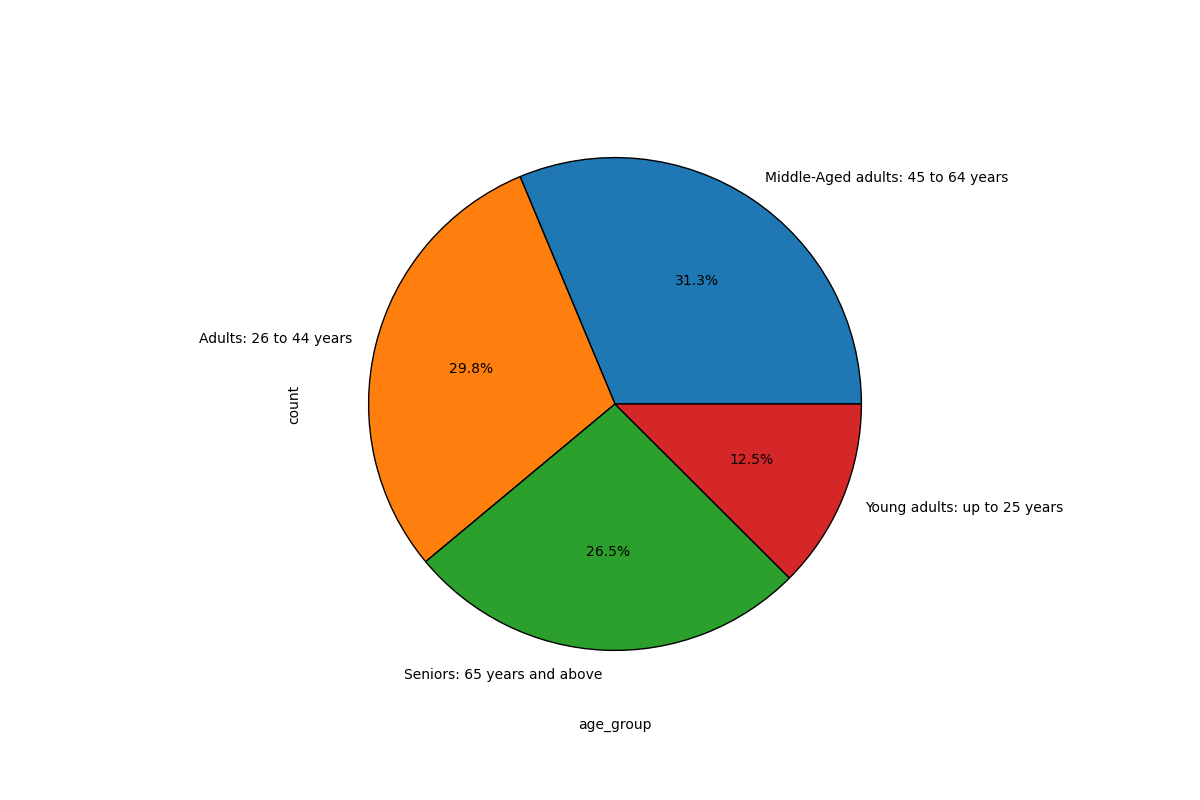 Middle-Aged adults: 45 to 64 years
31.3%
Adults: 26 to 44 years
29.8%
count
12.5%
Young adults: up to 25 years
26.5%
Seniors: 65 years and above
age_group